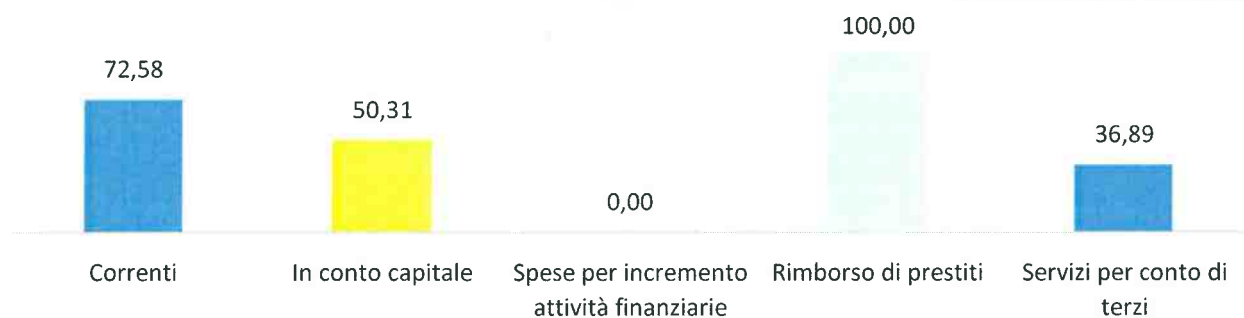 100,00
72,58
50,31
36,89
0,00
Correnti
In conto capitale
Spese per incremento
attività finanziarie
Rimborso di prestiti
Servizi per conto di
terzi